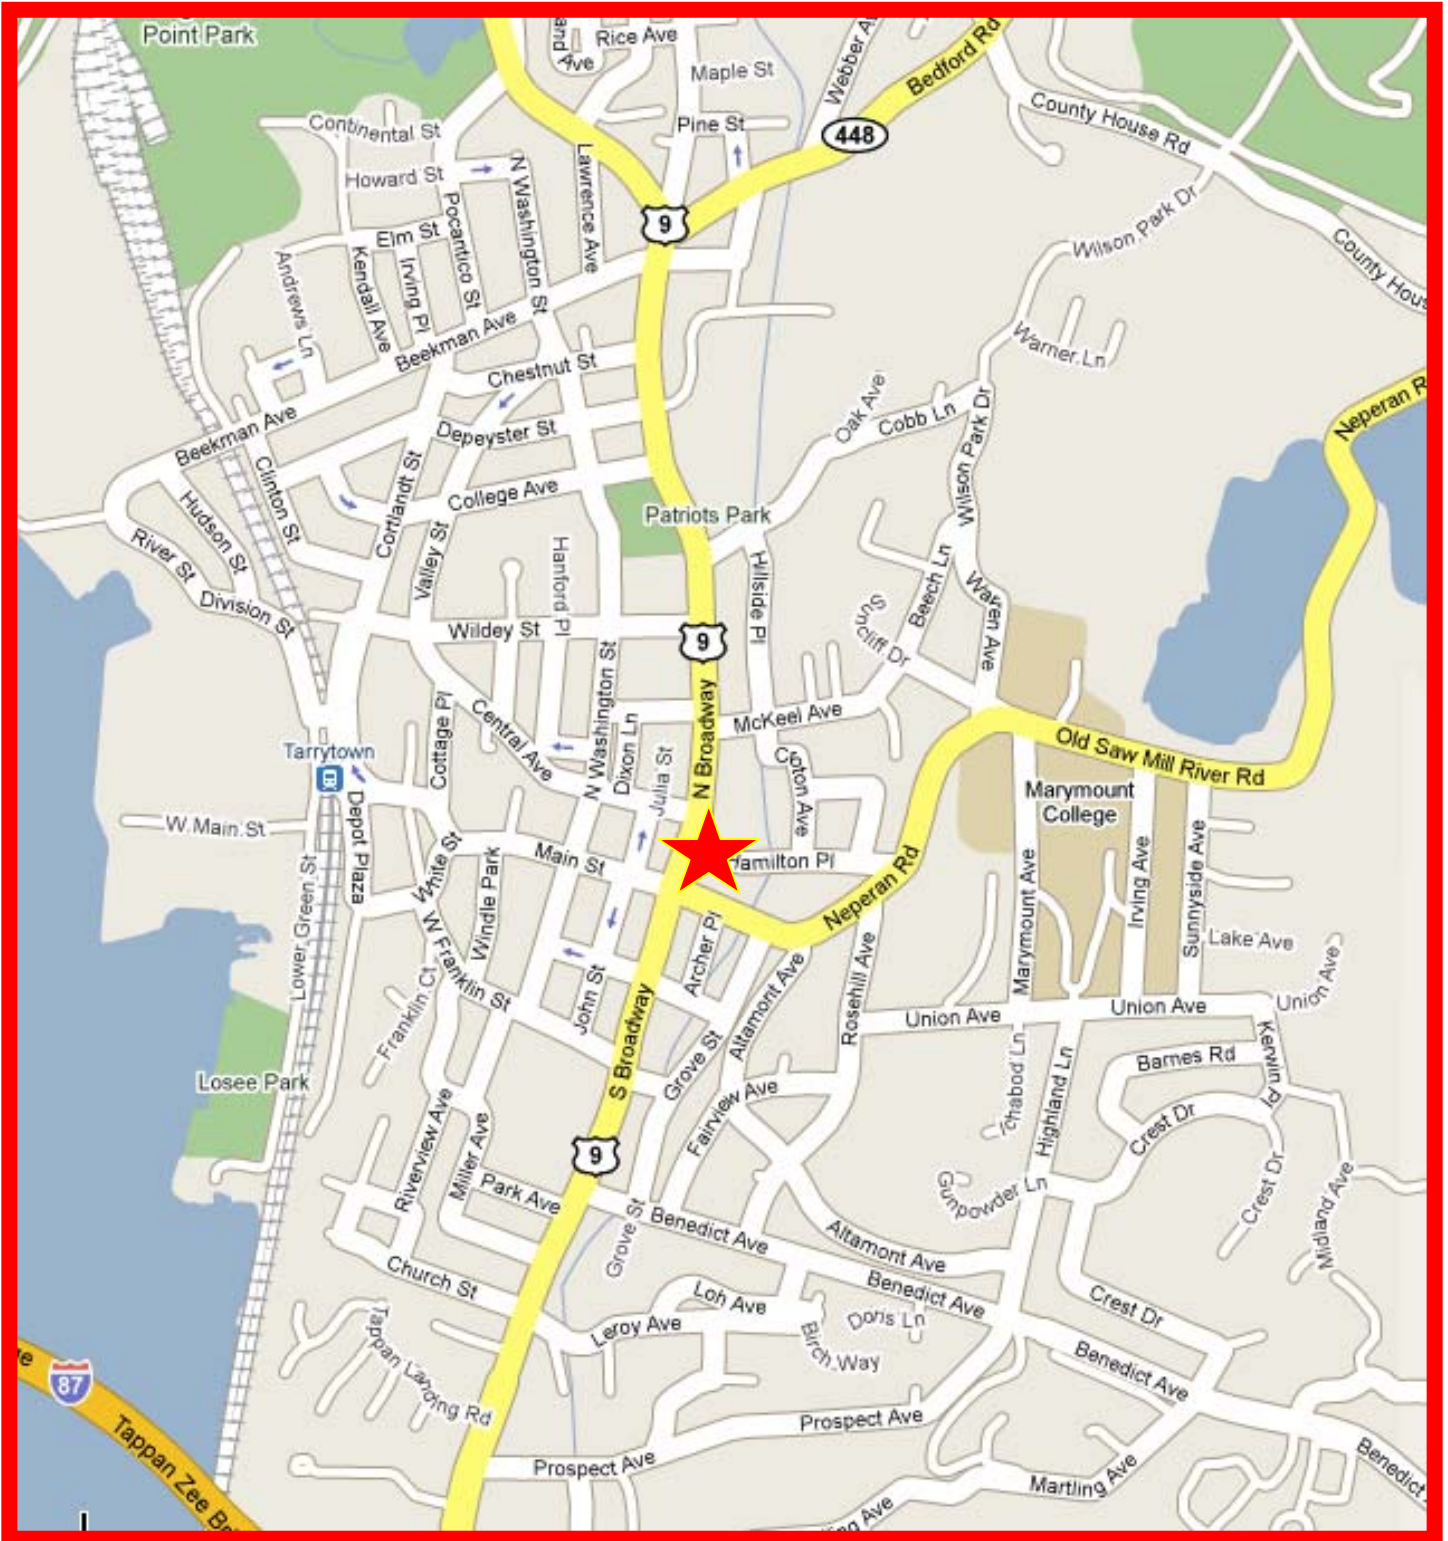 Point Park
Rice Ave
Maple St
Webber
Bedford Rd
448
County House Rd
Continental St
Pine St
Howard St
N Washington St
Lawrence Ave
Pocantico St
Elm St
Kendall Ave
Irving Pl
Andrews Ln
9
Wilson Park Dr
County
Beekman Ave
Warner Ln
Chestnut St
Oak Ave
Cobb Ln
Wilson Park Dr
Neperan
Beekman Ave
Depeyster St
Clinton St
Cortlandt St
College Ave
Patriots Park
Hudson St
River St
Valley St
Hanford Pl
Hillside Pl
Beech Ln
Warren Ave
Division St
Wildey St
9
Suncliff Dr
N Washington St
Cottage Pl
Central Ave
Dixon Ln
N Broadway
McKeel Ave
Julia St
Croton Ave
Old Saw Mill River Rd
Tarrytown
Marymount
College
W Main St
Depot Plaza
White St
Windle Park
Main St
Hamilton Pl
Neperan Rd
Marymount Ave
Irving Ave
Sunnyside Ave
Lower Green St
W Franklin St
Archer Pl
Lake Ave
Union Ave
Franklin Ct
John St
S Broadway
Altamont Ave
Rosehill Ave
Union Ave
Union Ave
Losee Park
Grove St
Fairview Ave
Ichabod Ln
Highland Ln
Barnes Rd
Kerwin Pl
Crest Dr
Riverview Ave
Miller Ave
9
Park Ave
Gunpowder Ln
Crest Dr
Midland Ave
Grove St
Benedict Ave
Altamont Ave
Church St
Loh Ave
Benedict Ave
Crest Dr
Leroy Ave
Doris Ln
Birch Way
Tappan Landing Rd
87
Benedict Ave
Prospect Ave
Tappan Zee
Prospect Ave
Martling Ave
Benedict
Ave